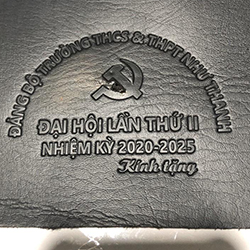 ĐẢNG BỘ TRƯỜNG THCS & THPT NHƯ THANH
ĐẠI HỘI LẦN THỨ II
NHIỆM KỲ 2020-2025
Kính tặng